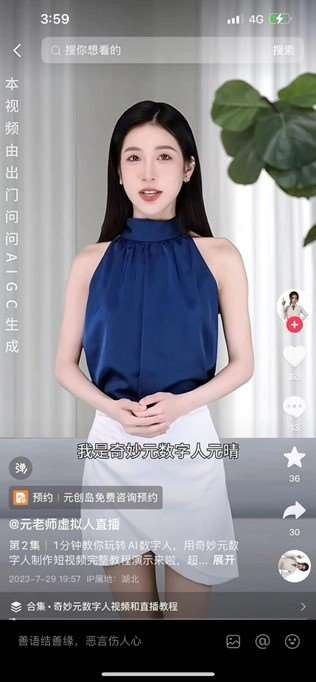 3:59
4G
搜你想看的
搜索
本视频由出门问问AIGC生成
我是奇妙元数字人元晴
弹
预约 | 元创岛免费咨询预约
@元老师虚拟人直播
第2集 | 1分钟教你玩转AI数字人，用奇妙元数
字人制作短视频完整教程演示来啦，超... 展开
2023-7-29 19:57 IP属地：湖北
合集·奇妙元数字人视频和直播教程
36
30
善语结善缘，恶言伤人心